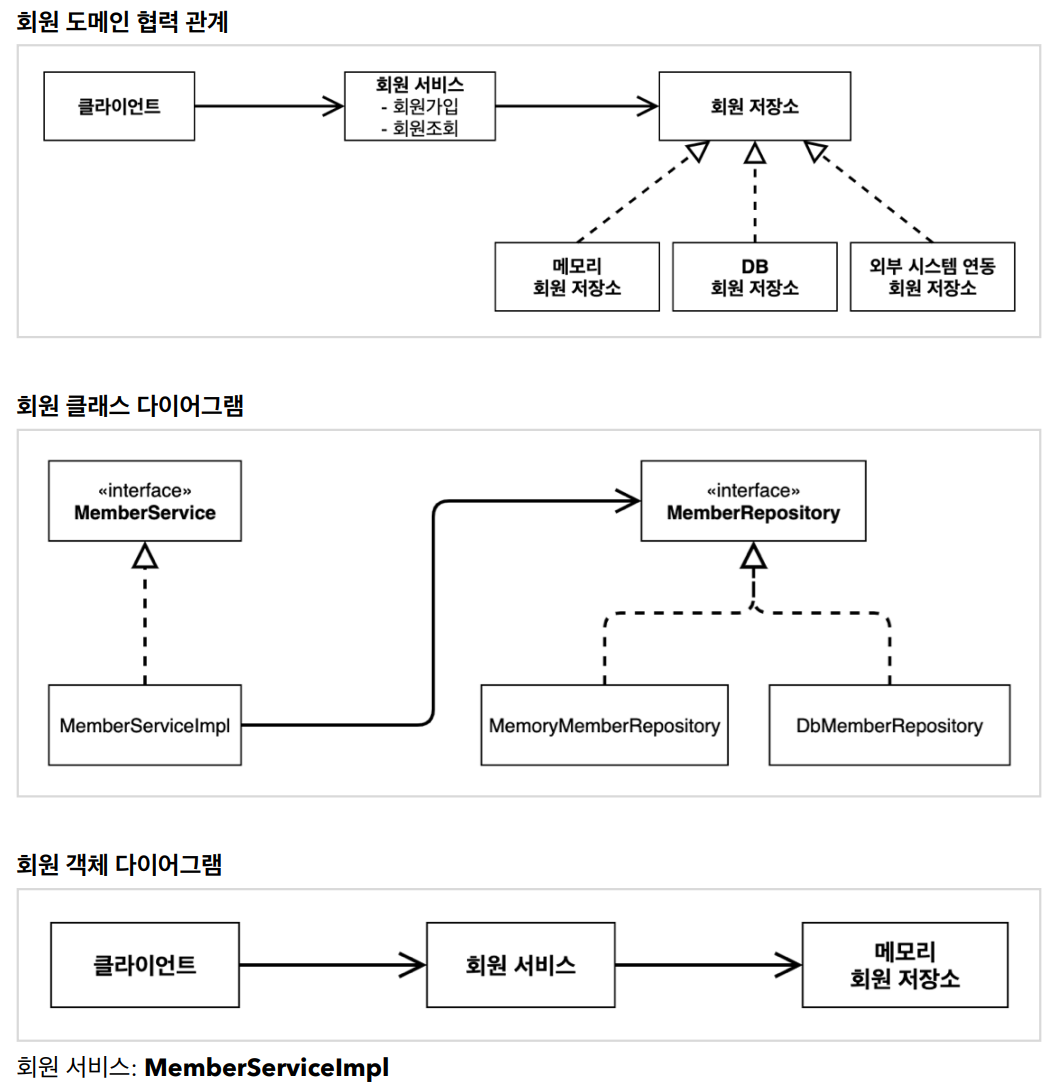 회원 도메인 협력 관계
클라이언트
회원 서비스
- 회원가입
- 회원조회
회원 저장소
메모리
회원 저장소
DB
회원 저장소
외부 시스템 연동
회원 저장소
회원 클래스 다이어그램
«interface»
MemberService
«interface»
MemberRepository
MemberServiceImpl
MemoryMemberRepository
DbMemberRepository
회원 객체 다이어그램
클라이언트
회원 서비스
메모리
회원 저장소
회원 서비스: MemberServiceImpl